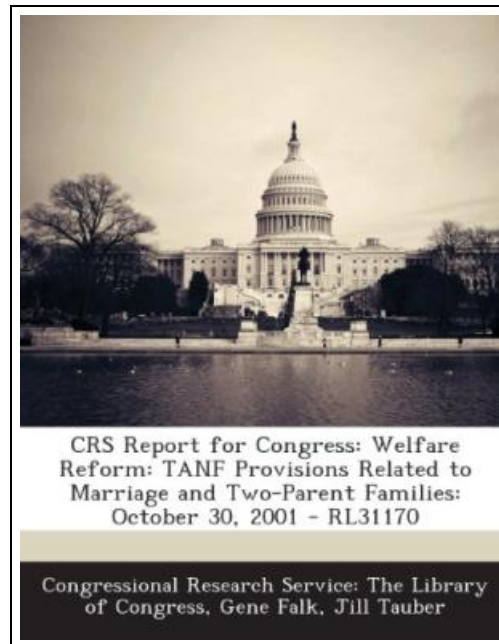 CRS Report for Congress: Welfare
Reform: TANF Provisions Related to
Marriage and Two-Parent Families:
October 30, 2001 - RL31170
Congressional Research Service: The Library
of Congress, Gene Falk, Jill Tauber